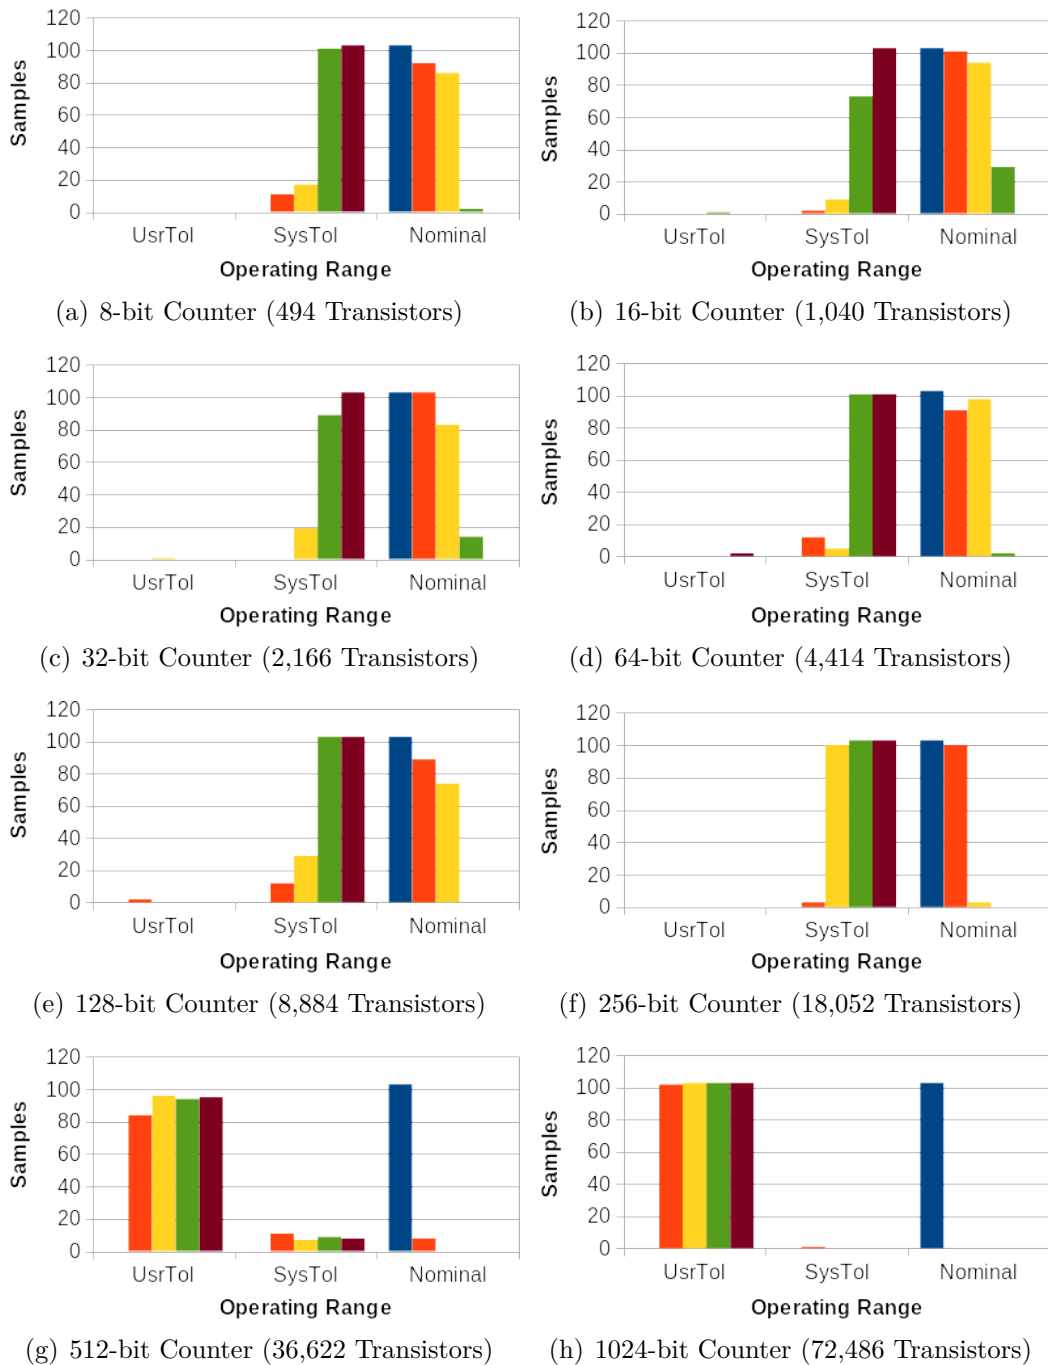 120
100
80
60
40
20
0
Samples
UsrTol SysTol Nominal
Operating Range
(a) 8-bit Counter (494 Transistors)
120
100
80
60
40
20
0
Samples
UsrTol SysTol Nominal
Operating Range
(b) 16-bit Counter (1,040 Transistors)
120
100
80
60
40
20
0
Samples
UsrTol SysTol Nominal
Operating Range
(c) 32-bit Counter (2,166 Transistors)
120
100
80
60
40
20
0
Samples
UsrTol SysTol Nominal
Operating Range
(d) 64-bit Counter (4,414 Transistors)
120
100
80
60
40
20
0
Samples
UsrTol SysTol Nominal
Operating Range
(e) 128-bit Counter (8,884 Transistors)
120
100
80
60
40
20
0
Samples
UsrTol SysTol Nominal
Operating Range
(f) 256-bit Counter (18,052 Transistors)
120
100
80
60
40
20
0
Samples
UsrTol SysTol Nominal
Operating Range
(g) 512-bit Counter (36,622 Transistors)
120
100
80
60
40
20
0
Samples
UsrTol SysTol Nominal
Operating Range
(h) 1024-bit Counter (72,486 Transistors)